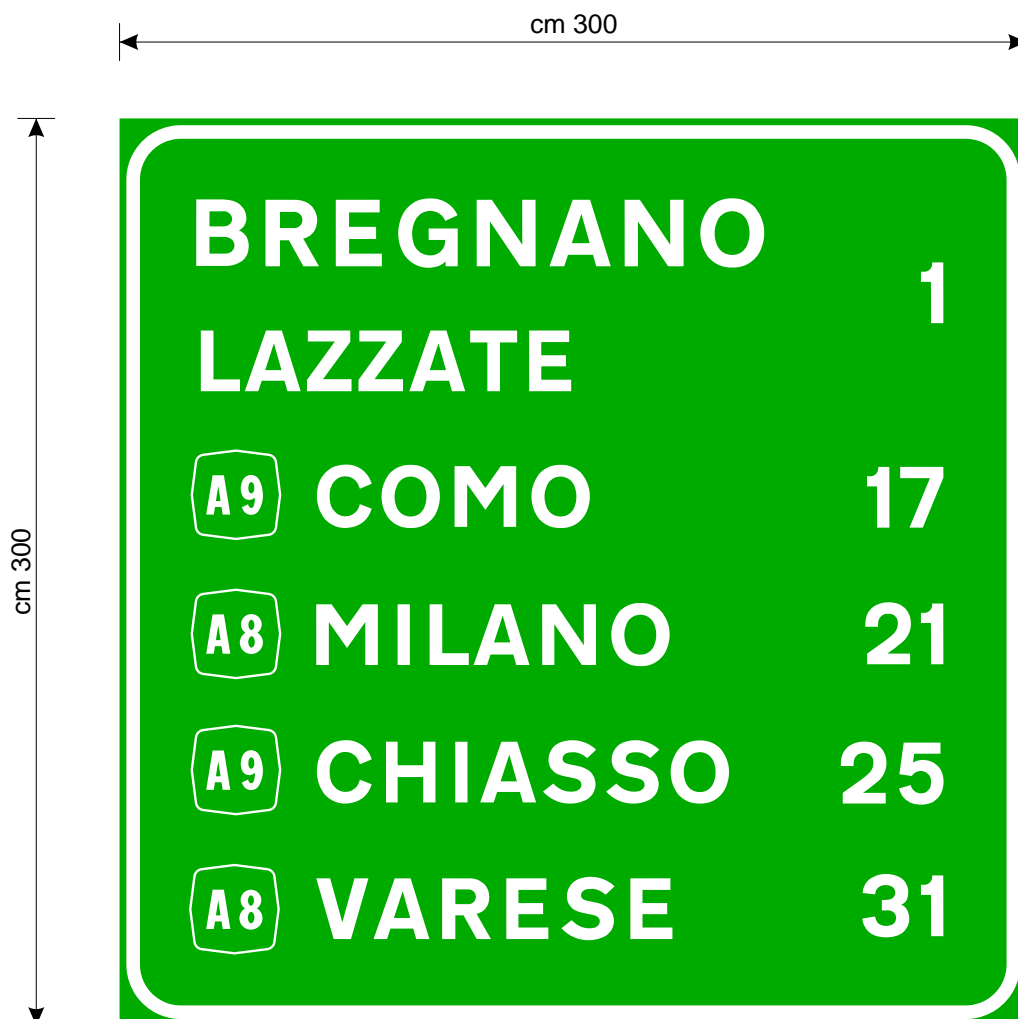 cm 300
BREGNANO
1
LAZZATE
A9 COMO 17
cm 300
A8 MILANO 21
A9 CHIASSO 25
A8 VARESE 31